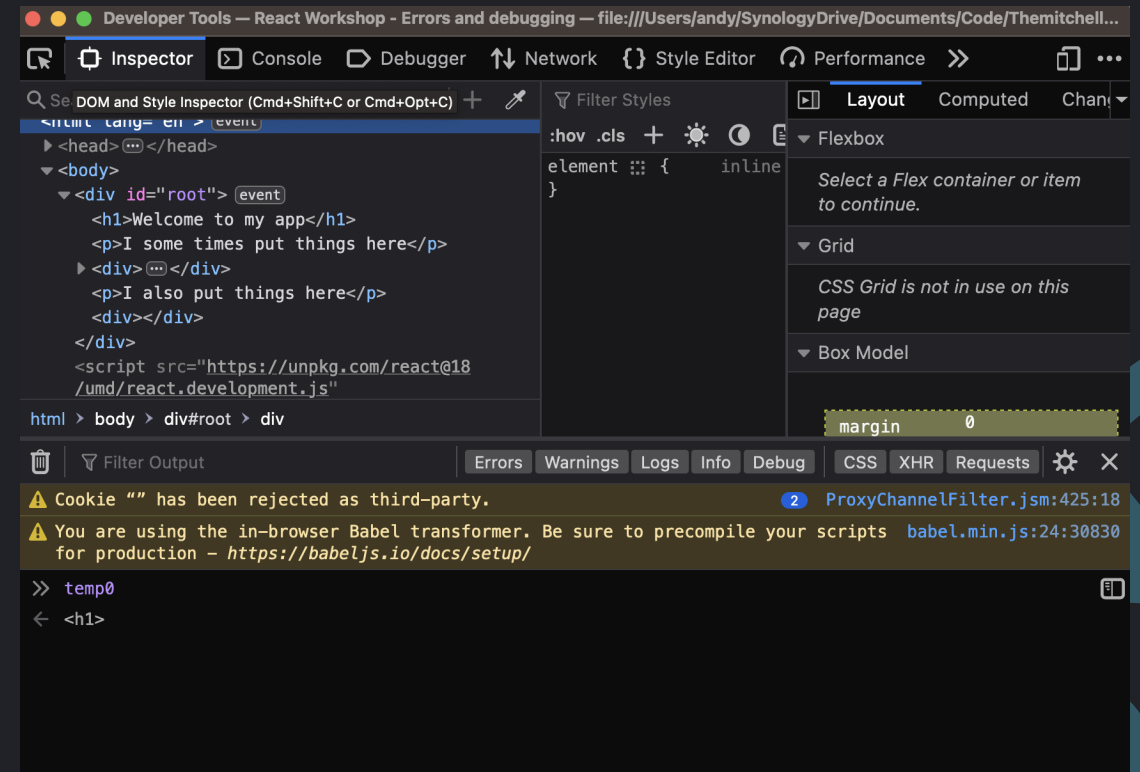 Developer Tools — React Workshop - Errors and debugging — file:///Users/andy/SynologyDrive/Documents/Code/Themitchell...
Inspector Console Debugger Network Style Editor Performance
Se DOM and Style Inspector (Cmd+Shift+C or Cmd+Opt+C)
<html lang="en"> event
<head> ··· </head>
<body>
<div id="root"> event
<h1>Welcome to my app</h1>
<p>I some times put things here</p>
<div> ··· </div>
<p>I also put things here</p>
<div></div>
</div>
<script src="https://unpkg.com/react@18
/umd/react.development.js"
html > body > div#root > div
Filter Styles
:hov .cls +
element { inline
}
Layout Computed Chan
Flexbox
Select a Flex container or item
to continue.
Grid
CSS Grid is not in use on this
page
Box Model
margin 0
Filter Output Errors Warnings Logs Info Debug CSS XHR Requests
Cookie “” has been rejected as third-party. 2 ProxyChannelFilter.jsm:425:18
You are using the in-browser Babel transformer. Be sure to precompile your scripts babel.min.js:24:30830
for production – https://babeljs.io/docs/setup/
temp0
<h1>